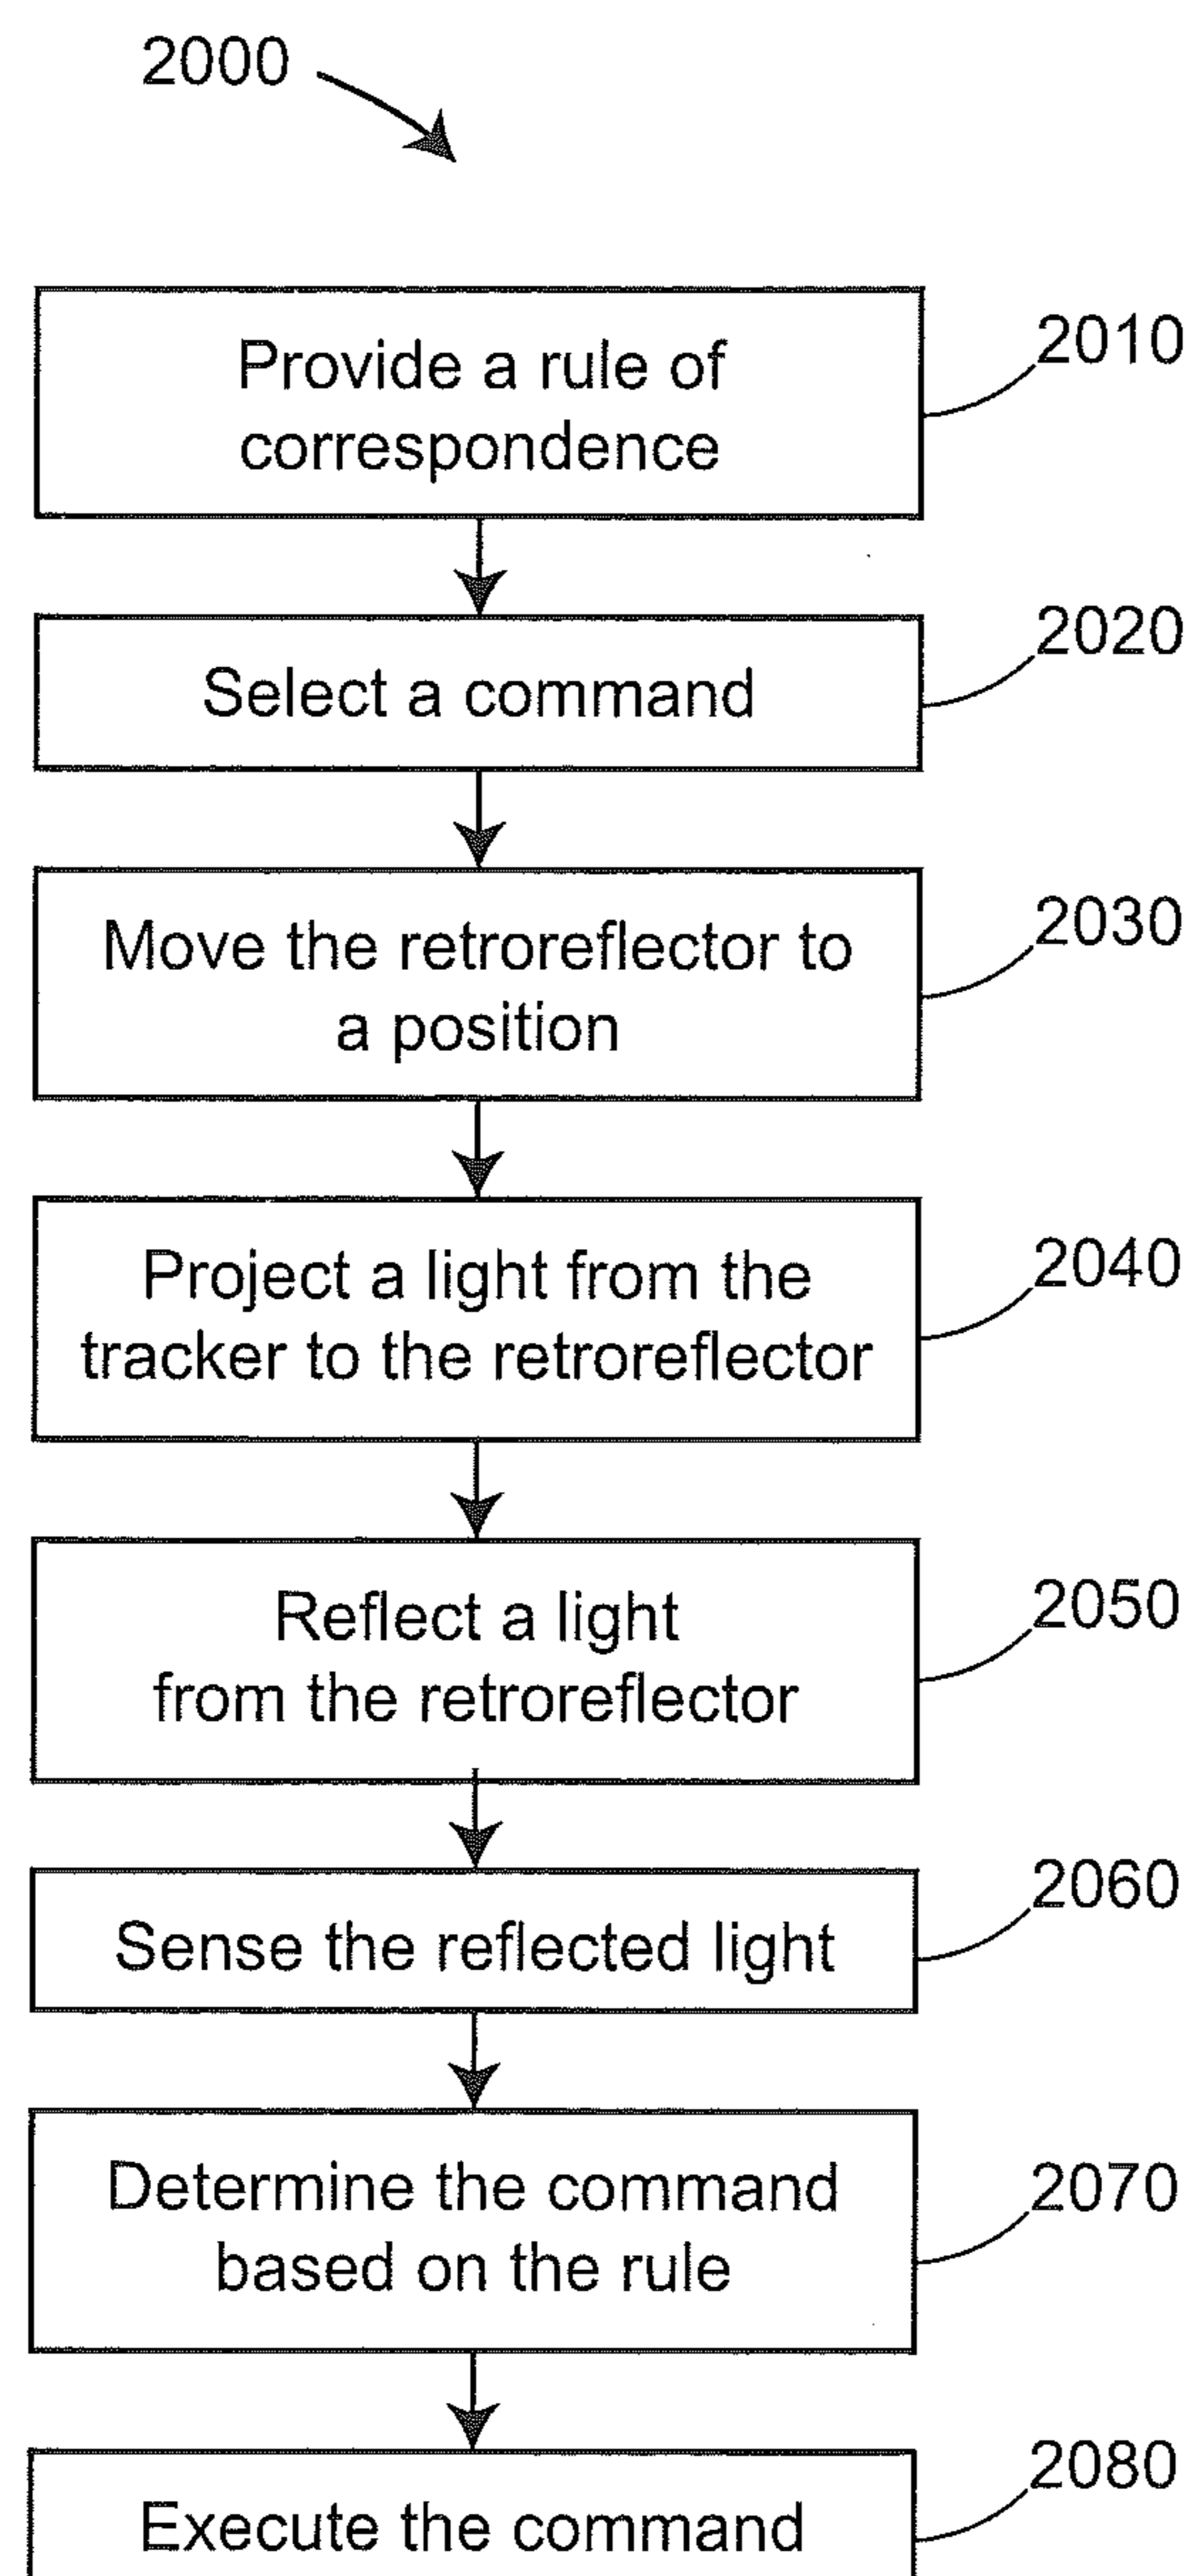 2000
Provide a rule of
correspondence
2010
Select a command
2020
Move the retroreflector to
a position
2030
Project a light from the
tracker to the retroreflector
2040
Reflect a light
from the retroreflector
2050
Sense the reflected light
2060
Determine the command
based on the rule
2070
Execute the command
2080